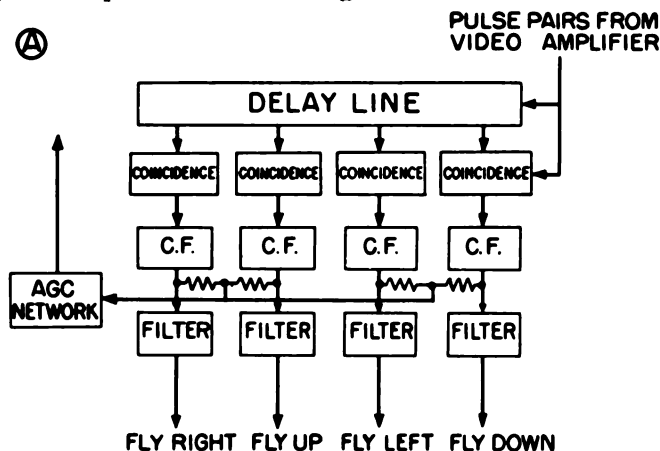 A
PULSE PAIRS FROM
VIDEO AMPLIFIER
DELAY LINE
COINCIDENCE COINCIDENCE COINCIDENCE COINCIDENCE
C.F. C.F. C.F. C.F.
AGC
NETWORK
FILTER FILTER FILTER FILTER
FLY RIGHT FLY UP FLY LEFT FLY DOWN